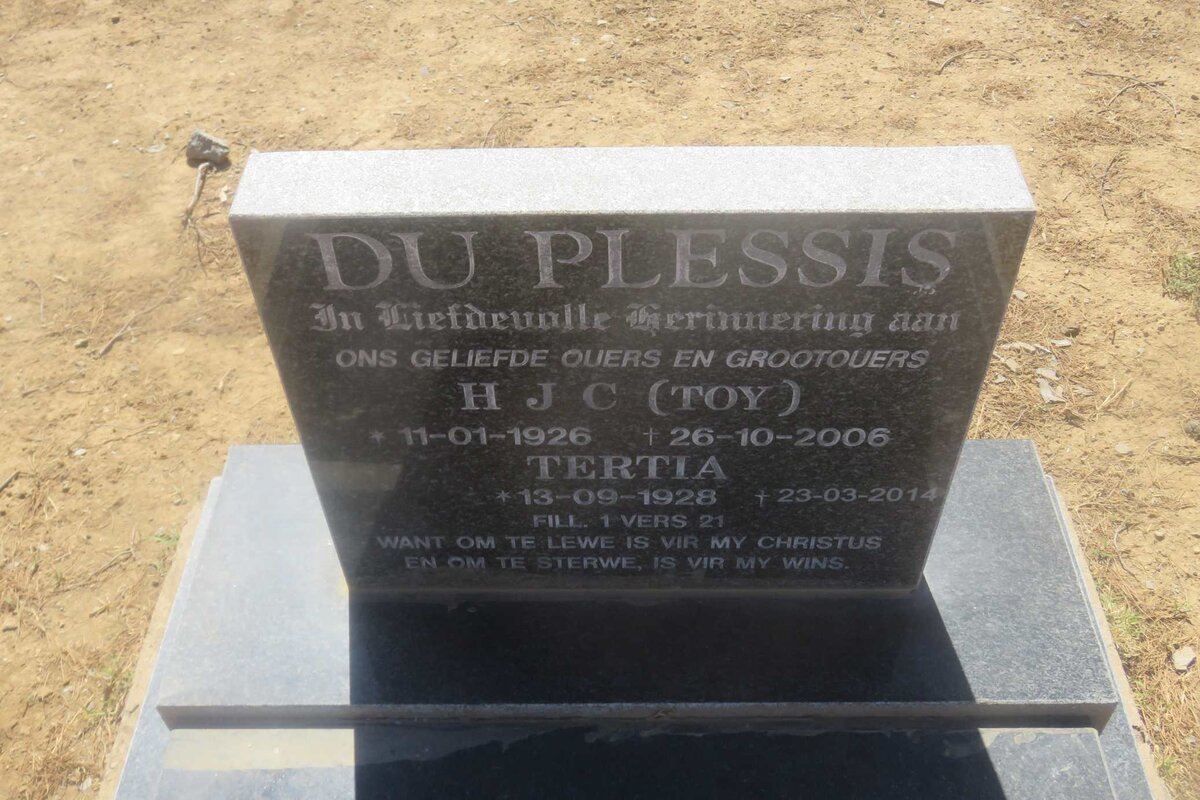 DU PLESSIS
In Liefdevolle Herinnering aan
ONS GELIEFDE OUERS EN GROOTOUERS
H J C (TOY)
* 11-01-1926 † 26-10-2006
TERTIA
*13-09-1928 † 23-03-2014
FILL. 1 VERS 21
WANT OM TE LEWE IS VIR MY CHRISTUS
EN OM TE STERWE, IS VIR MY WINS.